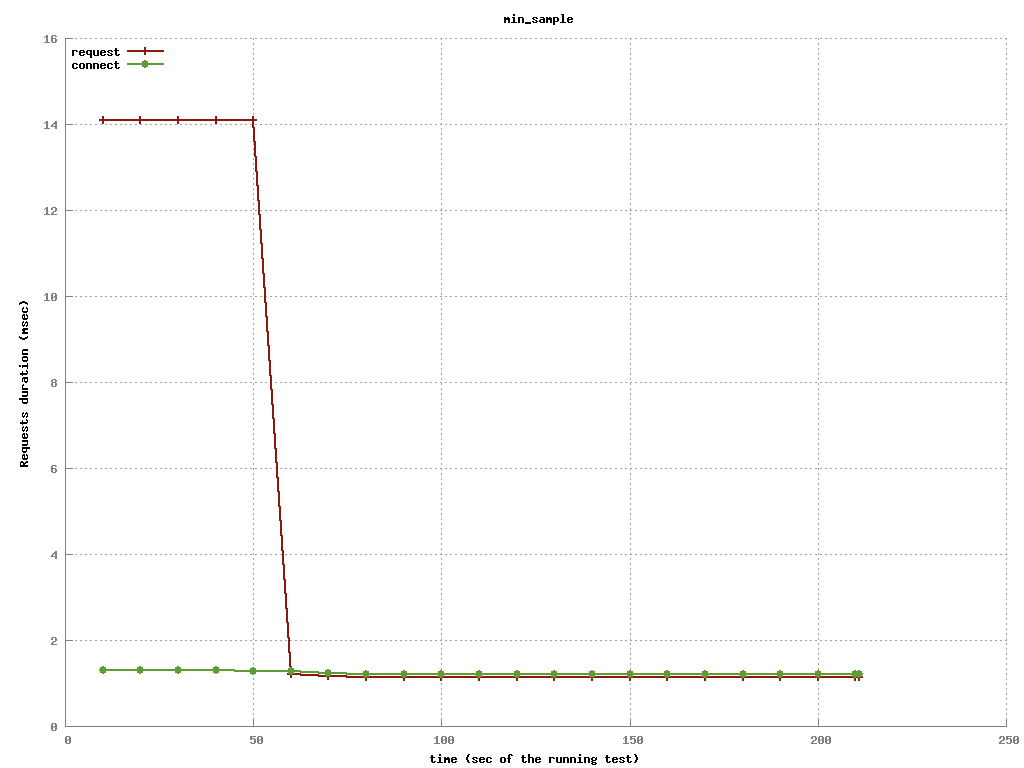 min_sample
request
connect
16
14
12
10
8
6
4
2
0
Requests duration (msec)
0 50 100 150 200 250
time (sec of the running test)